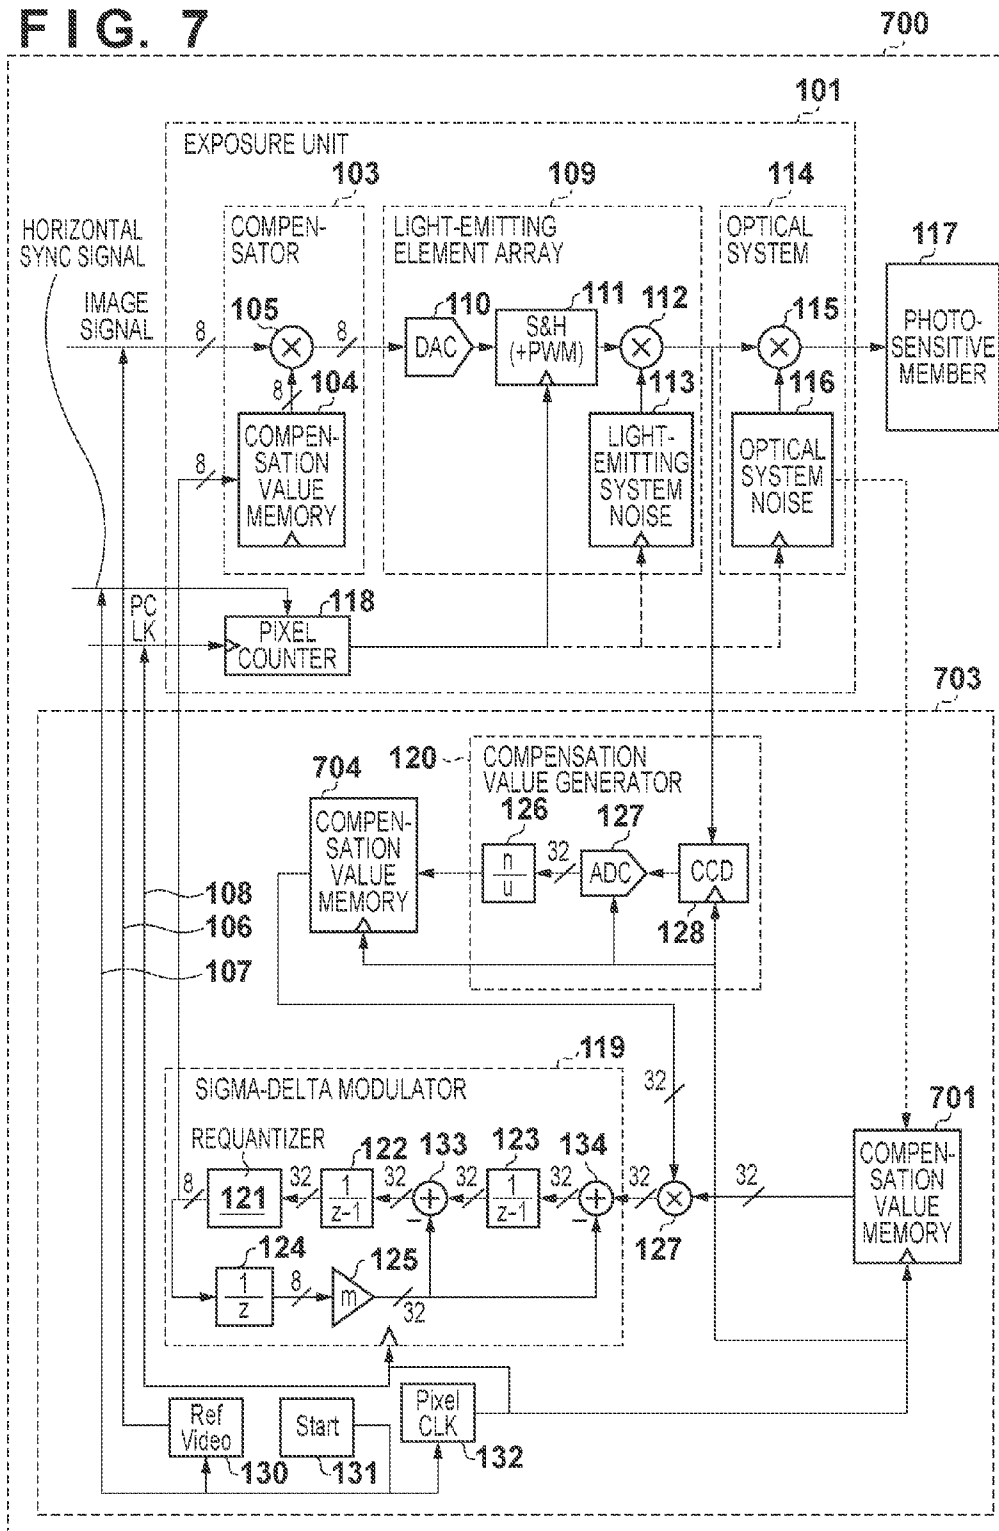 FIG. 7
700
101
EXPOSURE UNIT
103
109
114
HORIZONTAL
SYNC SIGNAL
COMPEN-
SATOR
LIGHT-EMITTING
ELEMENT ARRAY
OPTICAL
SYSTEM
117
IMAGE
SIGNAL
8
105
8
110
DAC
111
S&H
(+PWM)
112
115
PHOTO-
SENSITIVE
MEMBER
8
104
113
116
8
COMPEN-
SATION
VALUE
MEMORY
LIGHT-
EMITTING
SYSTEM
NOISE
OPTICAL
SYSTEM
NOISE
PC
LK
118
PIXEL
COUNTER
703
120
COMPENSATION
VALUE GENERATOR
704
COMPEN-
SATION
VALUE
MEMORY
126
n
u
32
127
ADC
CCD
128
108
106
107
119
SIGMA-DELTA MODULATOR
32
701
COMPEN-
SATION
VALUE
MEMORY
REQUANTIZER
8
121
32
122
1
z-1
32
133
32
123
1
z-1
32
134
32
127
32
124
1
z
8
125
m
32
Ref
Video
130
Start
131
Pixel
CLK
132